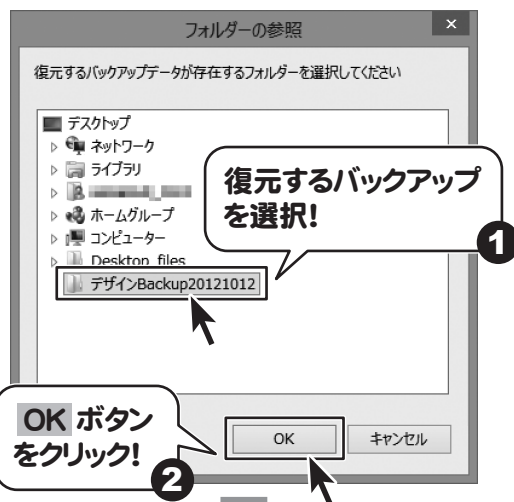 フォルダーの参照
×
復元するバックアップデータが存在するフォルダーを選択してください
デスクトップ
ネットワーク
ライブラリ
ホームグループ
コンピューター
Desktop files
デザインBackup20121012
復元するバックアップ
を選択!
1
OK ボタン
をクリック!
2
OK
キャンセル